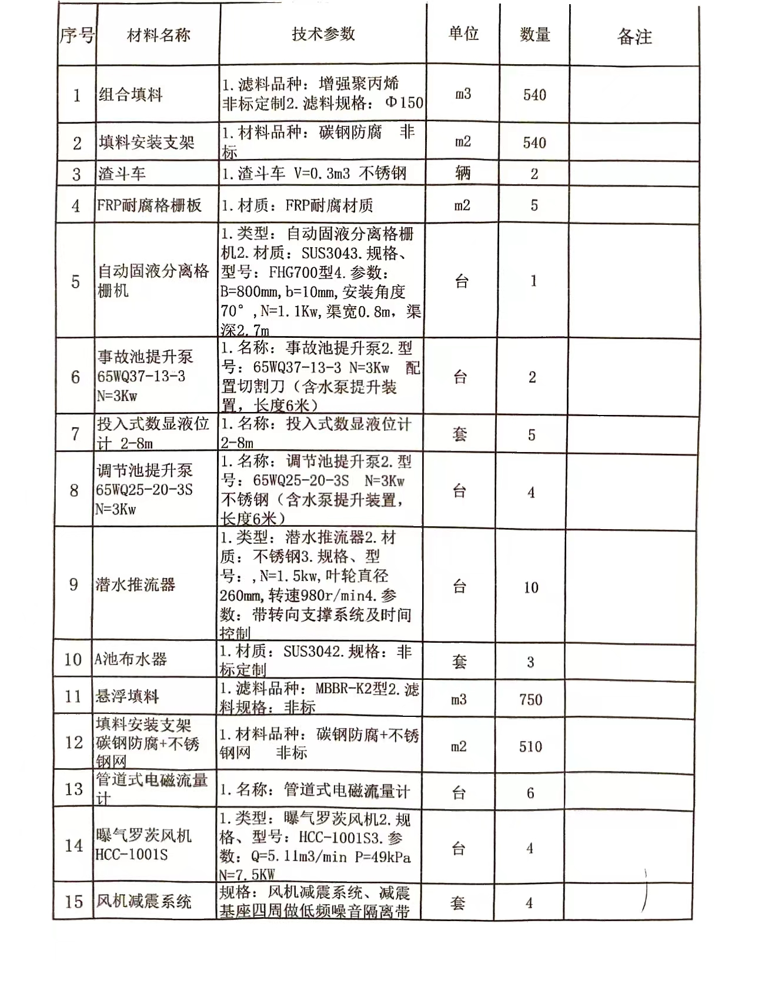 序号 材料名称 技术参数 单位 数量 备注
1 组合填料 1.滤料品种：增强聚丙烯 m3 540
非标定制2.滤料规格：Φ150
2 填料安装支架 1.材料品种：碳钢防腐 非 m2 540
标
3 渣斗车 1.渣斗车 V=0.3m3 不锈钢 辆 2
4 FRP耐腐格栅板 1.材质：FRP耐腐材质 m2 5
5 自动固液分离格 台 1
栅机
1.类型：自动固液分离格栅
机2.材质：SUS3043.规格、
型号：FHG700型4.参数：
B=800mm,b=10mm,安装角度
70°,N=1.1Kw,渠宽0.8m，渠
深2.7m
6 事故池提升泵 台 2
65WQ37-13-3
N=3Kw
1.名称：事故池提升泵2.型
号：65WQ37-13-3 N=3Kw 配
置切割刀（含水泵提升装
置，长度6米）
7 投入式数显液位 套 5
计 2-8m
1.名称：投入式数显液位计
2-8m
8 调节池提升泵 台 4
65WQ25-20-3S
N=3Kw
1.名称：调节池提升泵2.型
号：65WQ25-20-3S N=3Kw
不锈钢（含水泵提升装置，
长度6米）
9 潜水推流器 台 10
1.类型：潜水推流器2.材
质：不锈钢3.规格、型
号：,N=1.5kw,叶轮直径
260mm,转速980r/min4.参
数：带转向支撑系统及时间
控制
10 A池布水器 套 3
1.材质：SUS3042.规格：非
标定制
11 悬浮填料 m3 750
1.滤料品种：MBBR-K2型2.滤
料规格：非标
12 填料安装支架 m2 510
碳钢防腐+不锈
钢网
1.材料品种：碳钢防腐+不锈
钢网 非标
13 管道式电磁流量 台 6
计
1.名称：管道式电磁流量计
14 曝气罗茨风机 台 4
HCC-1001S
1.类型：曝气罗茨风机2.规
格、型号：HCC-1001S3.参
数：Q=5.11m3/min P=49kPa
N=7.5KW
15 风机减震系统 套 4
规格：风机减震系统、减震
基座四周做低频噪音隔离带